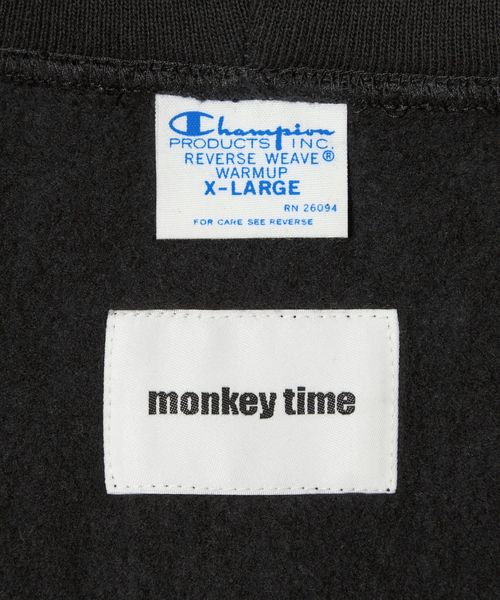 Champion
PRODUCTS INC.
REVERSE WEAVE®
WARMUP
X-LARGE
RN 26094
FOR CARE SEE REVERSE
monkey time